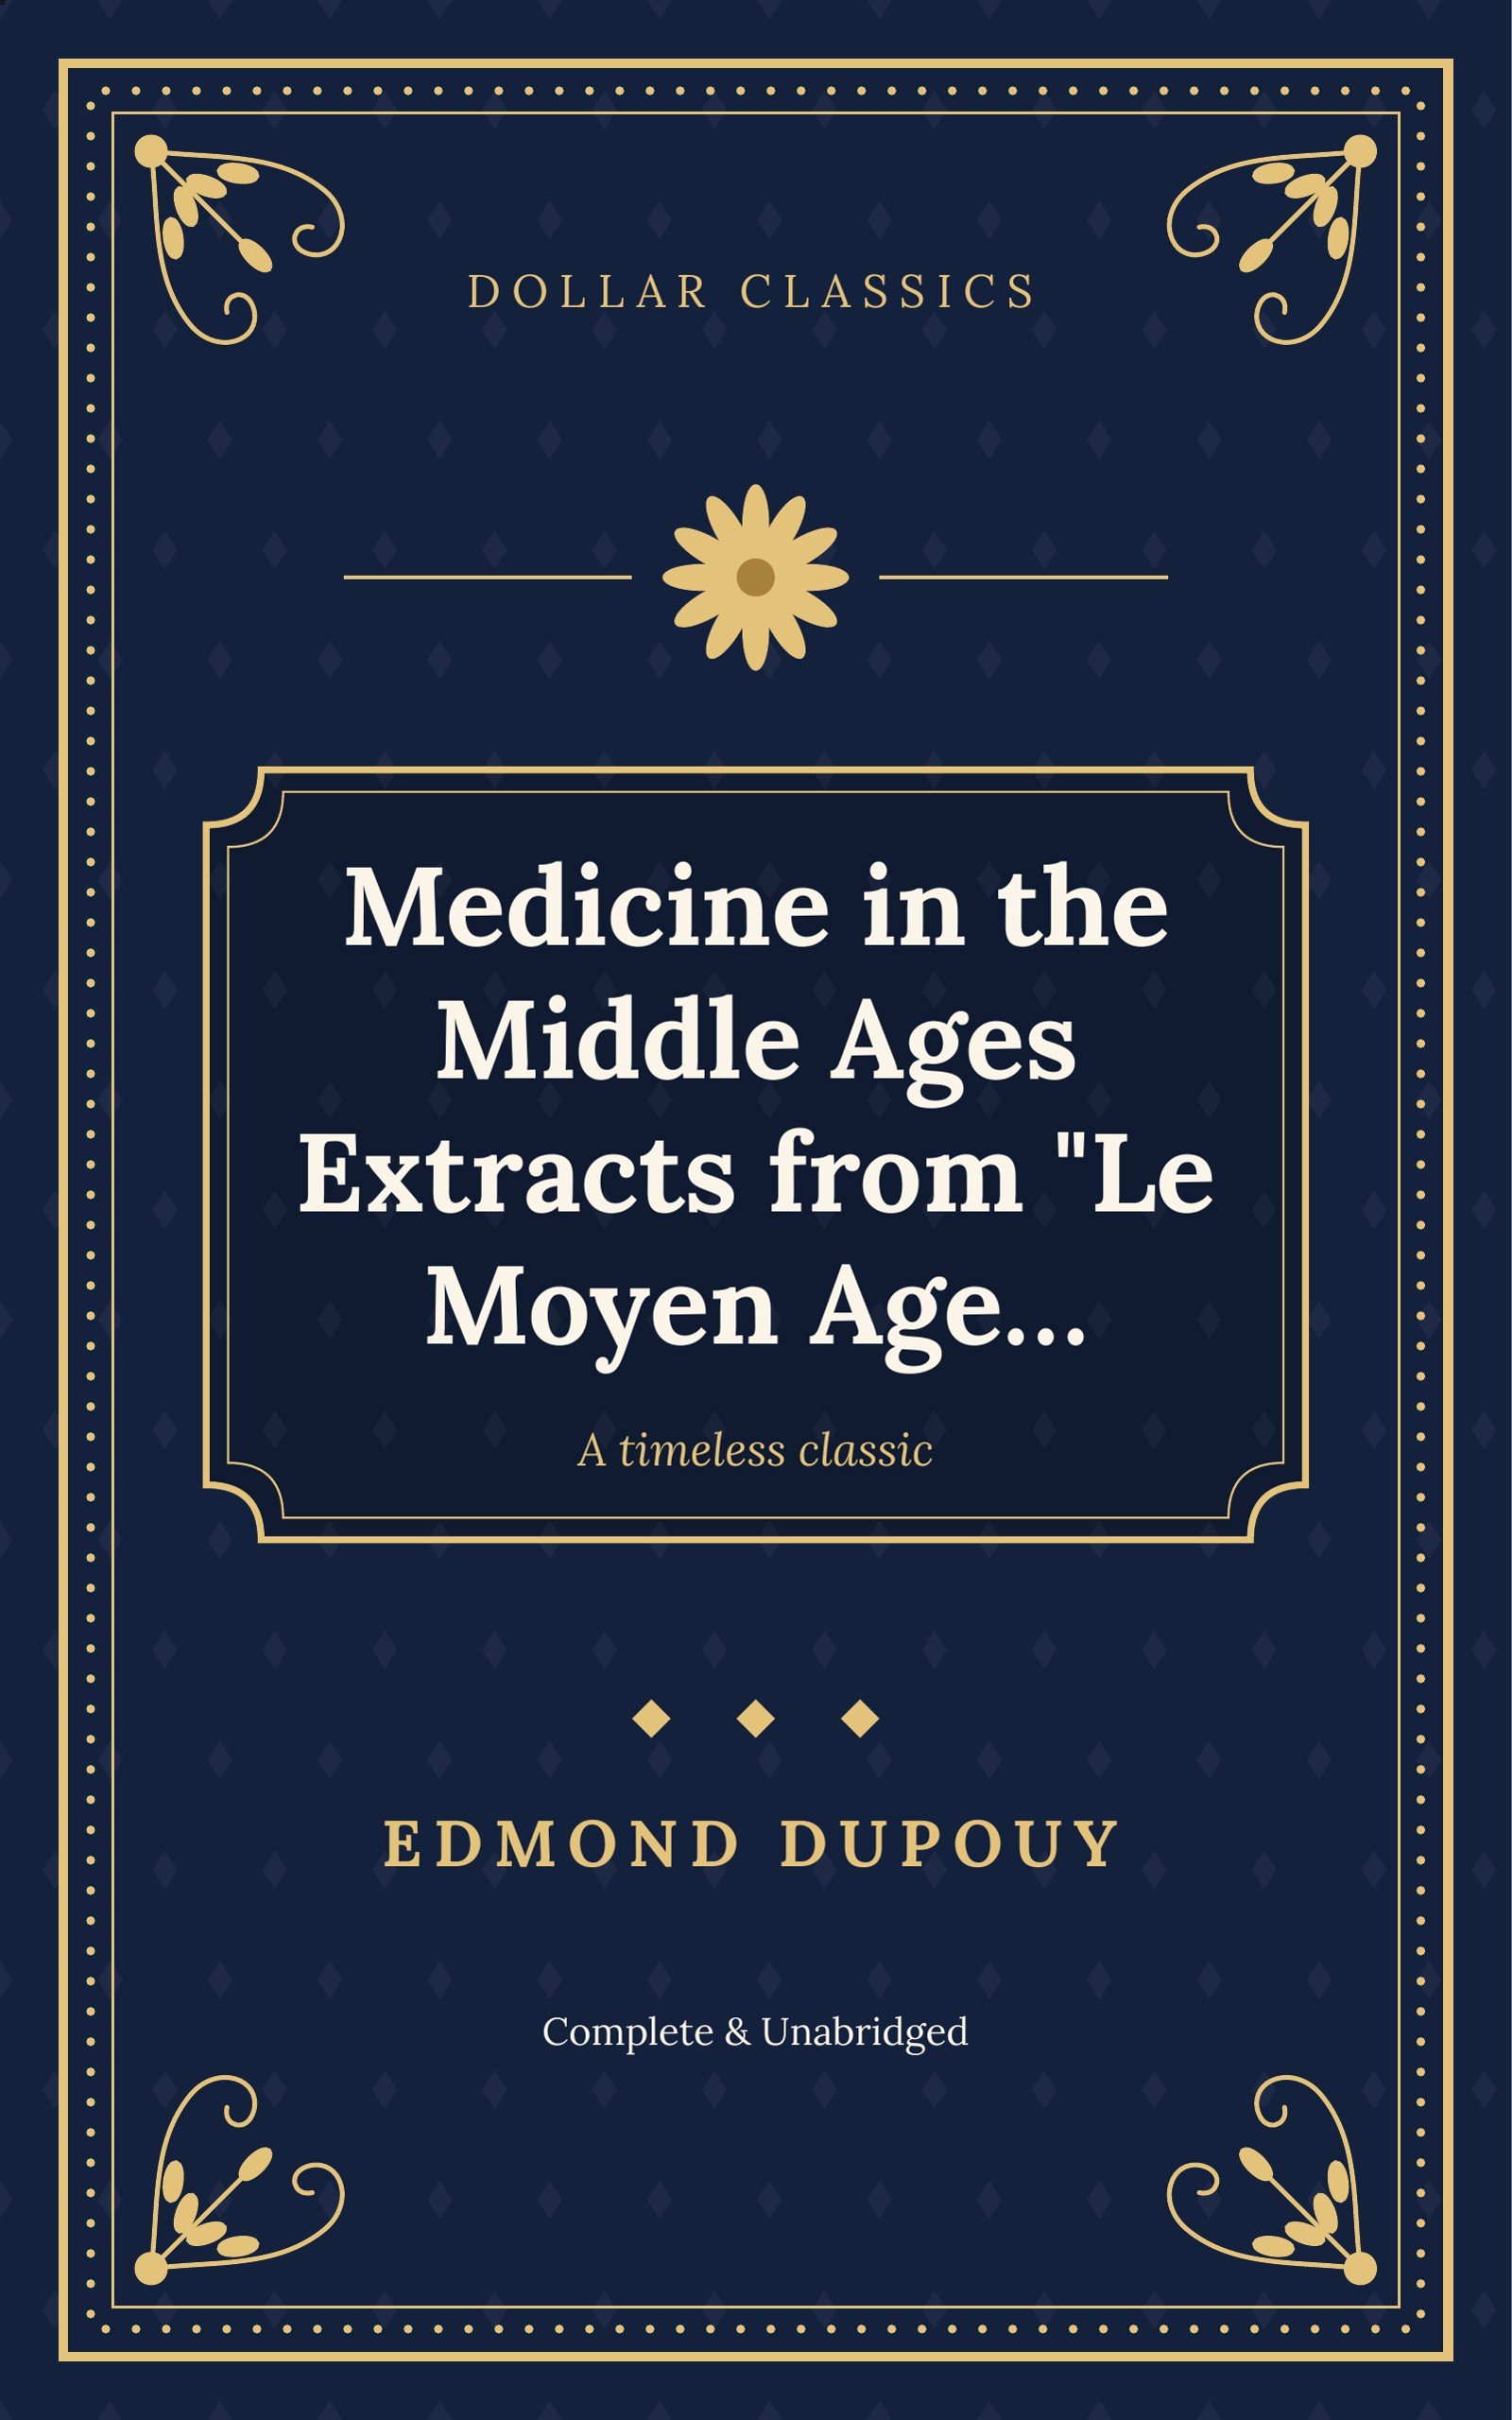 DOLLAR CLASSICS
Medicine in the
Middle Ages
Extracts from "Le
Moyen Age...
A timeless classic
EDMOND DUPOUY
Complete & Unabridged